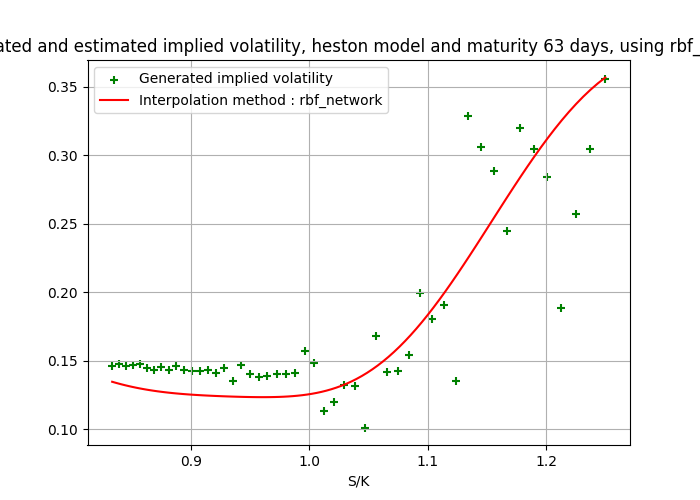 ated and estimated implied volatility, heston model and maturity 63 days, using rbf_
Generated implied volatility
Interpolation method : rbf_network
0.35
0.30
0.25
0.20
0.15
0.10
0.9 1.0 1.1 1.2
S/K